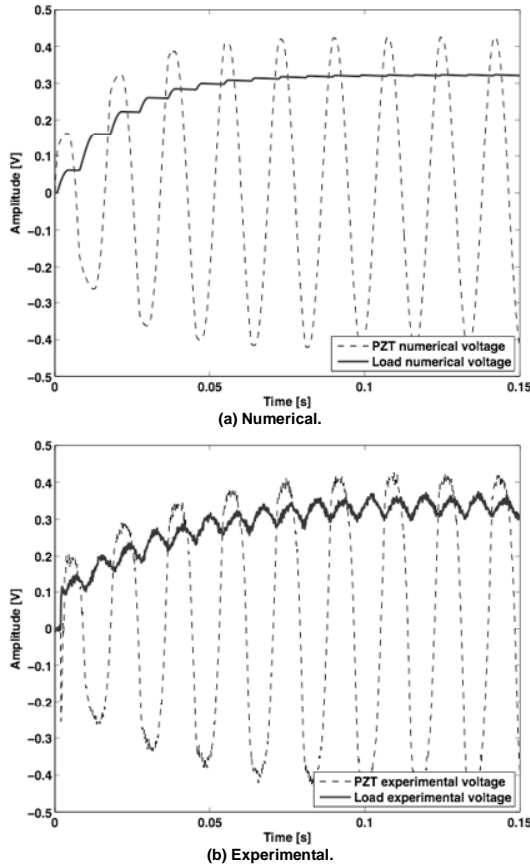 0.5
0.4
0.3
0.2
0.1
0
−0.1
−0.2
−0.3
−0.4
−0.5
Amplitude [V]
PZT numerical voltage
Load numerical voltage
0 0.05 0.1 0.15
Time [s]
(a) Numerical.
0.5
0.4
0.3
0.2
0.1
0
−0.1
−0.2
−0.3
−0.4
−0.5
Amplitude [V]
PZT experimental voltage
Load experimental voltage
0 0.05 0.1 0.15
Time [s]
(b) Experimental.